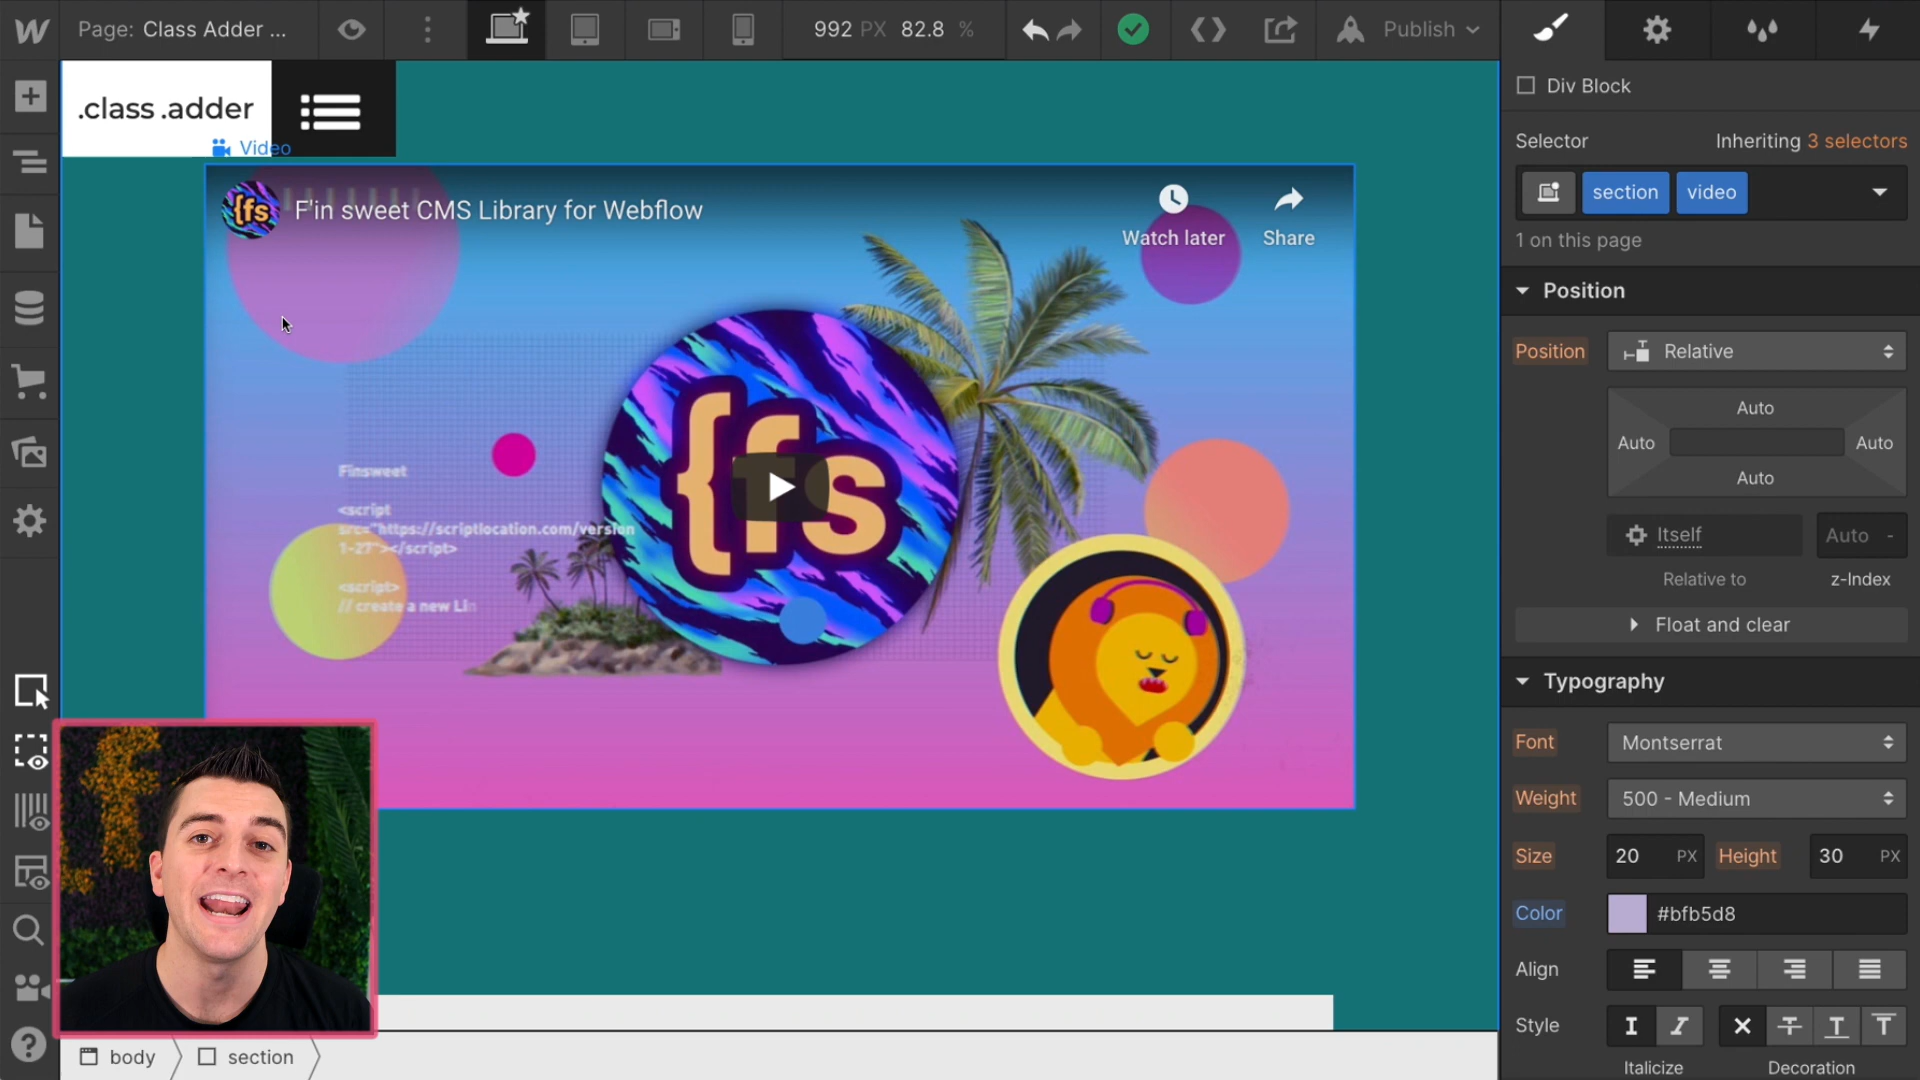 Page: Class Adder ...
992 PX 82.8 %
Publish
.class .adder
Video
{fs
F'in sweet CMS Library for Webflow
Watch later
Share
Finsweet
<script
src="https://scriptlocation.com/version
1-27"></script>
<script>
// create a new Lin
{fs
body
section
Div Block
Selector
Inheriting 3 selectors
section
video
1 on this page
Position
Position
Relative
Auto
Auto
Auto
Auto
Itself
Auto -
Relative to
z-Index
Float and clear
Typography
Font
Montserrat
Weight
500 - Medium
Size
20 PX
Height
30 PX
Color
#bfb5d8
Align
Style
Italicize
Decoration